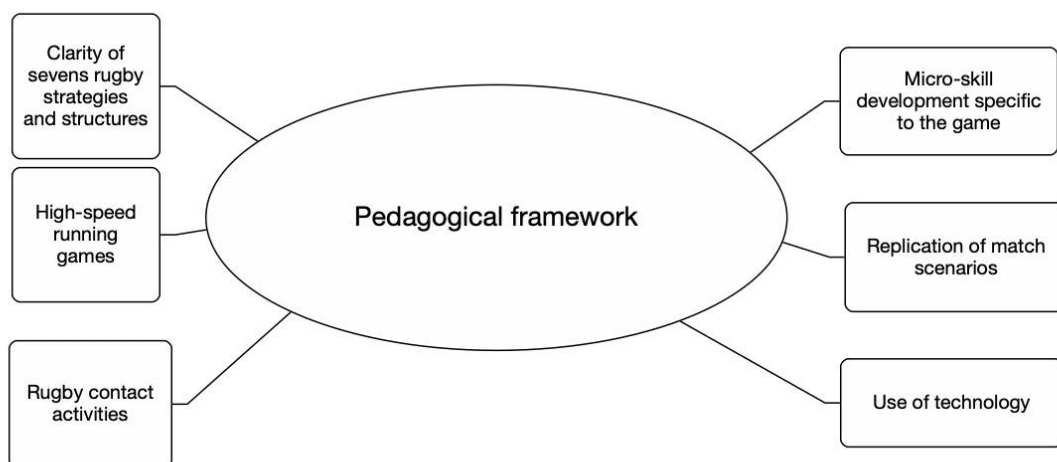 Clarity of
sevens rugby
strategies
and structures
High-speed
running
games
Rugby contact
activities
Pedagogical framework
Micro-skill
development specific
to the game
Replication of match
scenarios
Use of technology